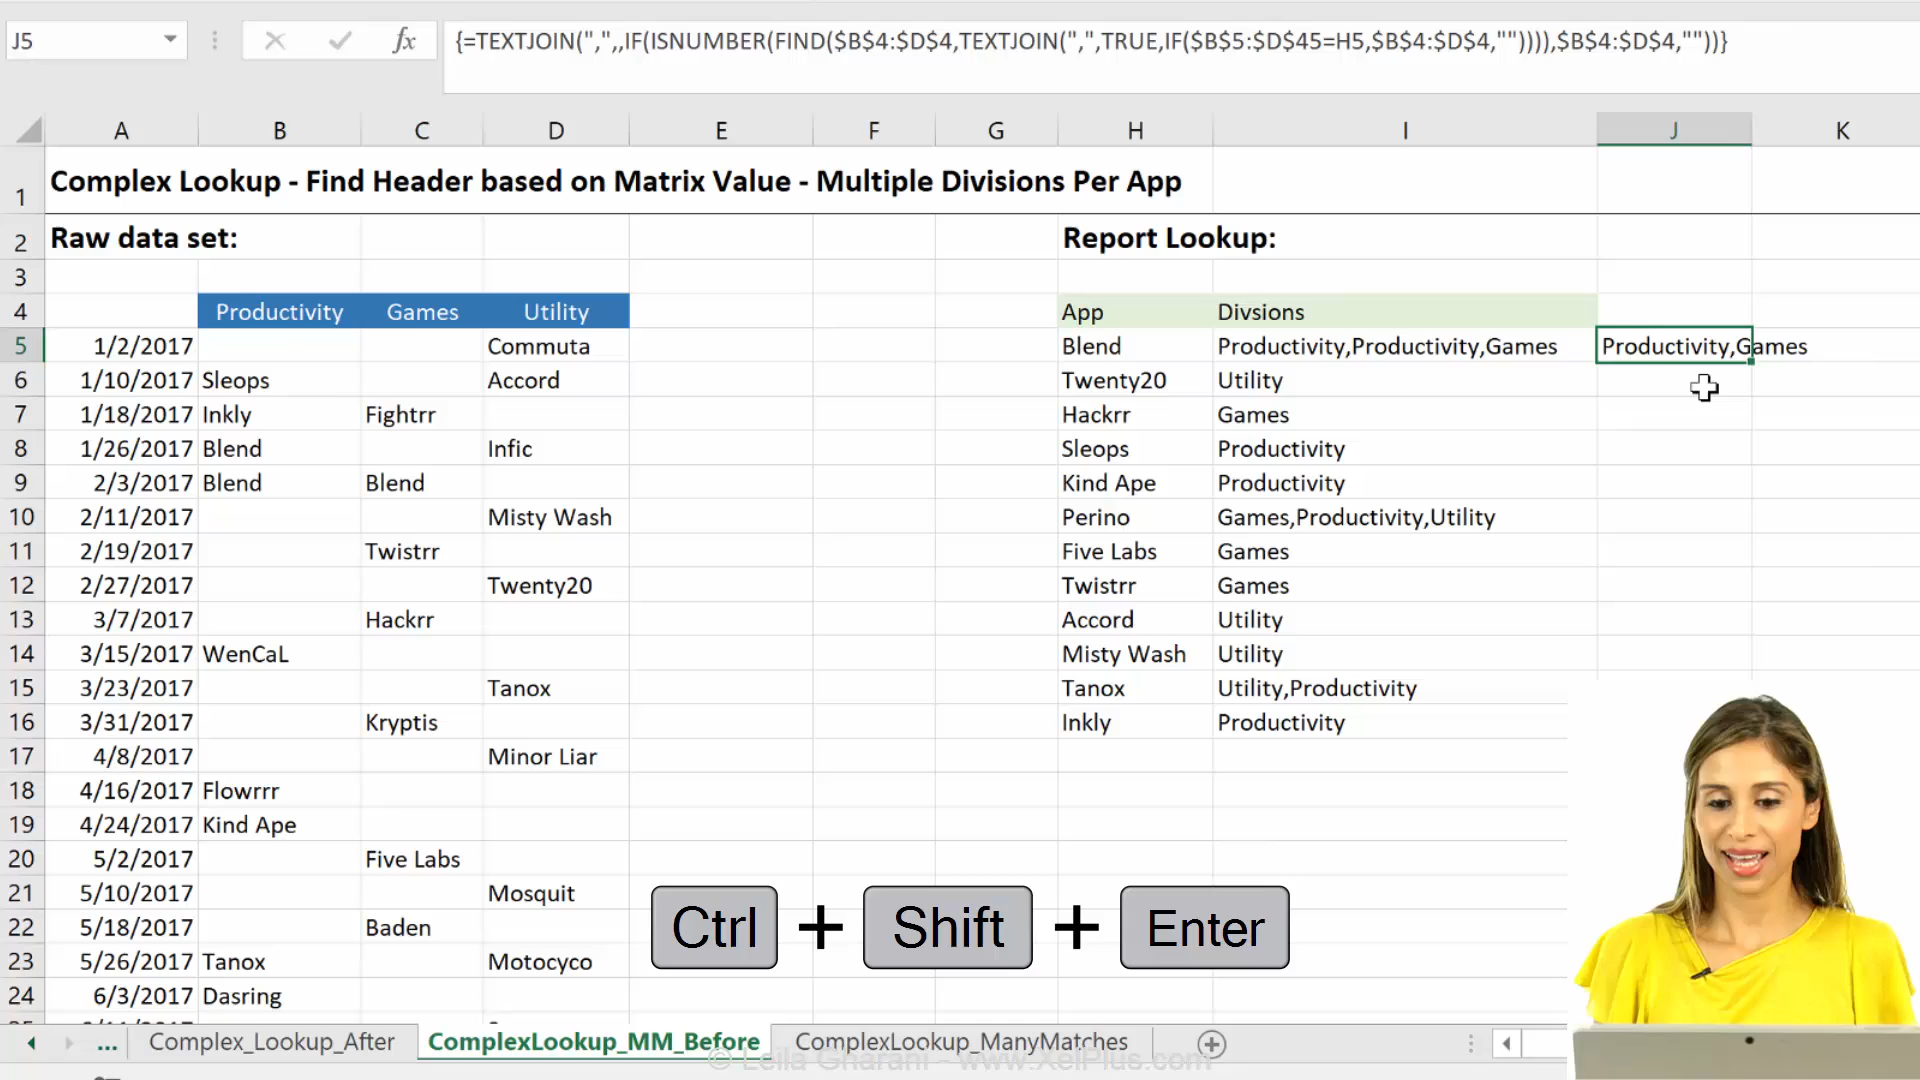 J5 fx {=TEXTJOIN(",",,IF(ISNUMBER(FIND($B$4:$D$4,TEXTJOIN(",",TRUE,IF($B$5:$D$45=H5,$B$4:$D$4,"")))),$B$4:$D$4,""))}
A B C D E F G H I J K
1 Complex Lookup - Find Header based on Matrix Value - Multiple Divisions Per App
2 Raw data set: Report Lookup:
3
4 Productivity Games Utility App Divsions
5 1/2/2017 Commuta Blend Productivity,Productivity,Games Productivity,Games
6 1/10/2017 Sleops Accord Twenty20 Utility
7 1/18/2017 Inkly Fightrr Hackrr Games
8 1/26/2017 Blend Infic Sleops Productivity
9 2/3/2017 Blend Blend Kind Ape Productivity
10 2/11/2017 Misty Wash Perino Games,Productivity,Utility
11 2/19/2017 Twistrr Five Labs Games
12 2/27/2017 Twenty20 Twistrr Games
13 3/7/2017 Hackrr Accord Utility
14 3/15/2017 WenCaL Misty Wash Utility
15 3/23/2017 Tanox Tanox Utility,Productivity
16 3/31/2017 Kryptis Inkly Productivity
17 4/8/2017 Minor Liar
18 4/16/2017 Flowrrr
19 4/24/2017 Kind Ape
20 5/2/2017 Five Labs
21 5/10/2017 Mosquit
22 5/18/2017 Baden
23 5/26/2017 Tanox Motocyco
24 6/3/2017 Dasring
Ctrl + Shift + Enter
... Complex_Lookup_After ComplexLookup_MM_Before ComplexLookup_ManyMatches
© Leila Gharani - www.XelPlus.com